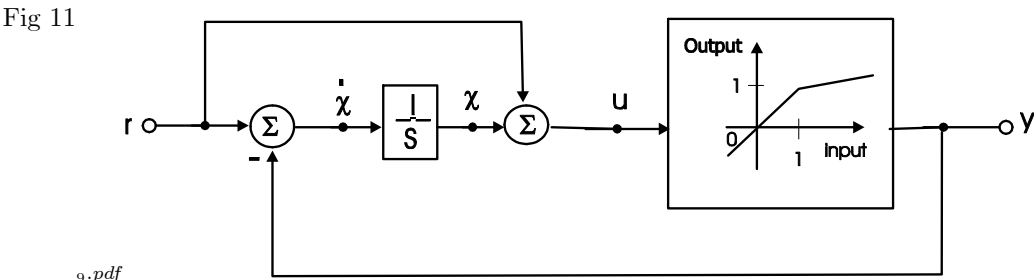 Fig 11
Output
1
0
1
Input
r
Σ
-
χ̇
1
S
χ
Σ
u
y
9.pdf